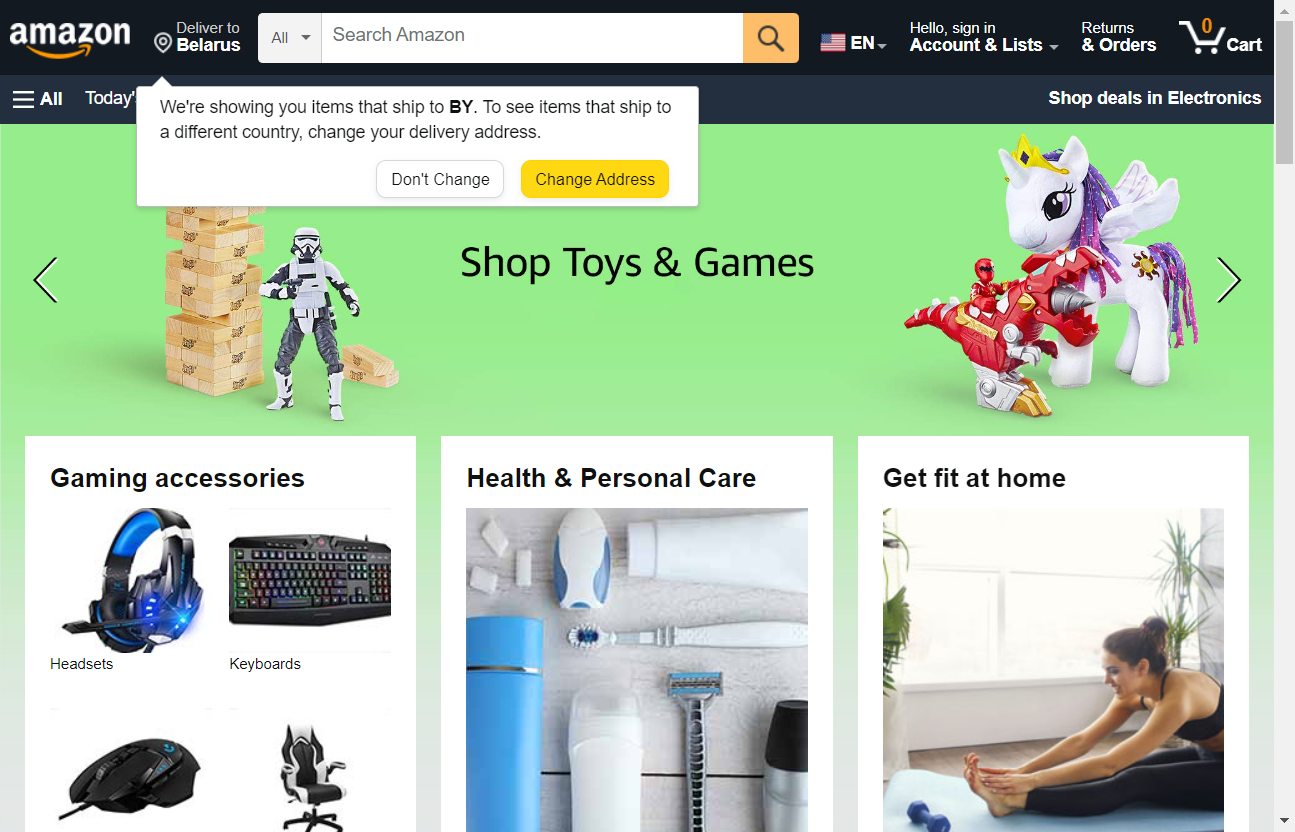 amazon
Deliver to
Belarus
All
Search Amazon
EN
Hello, sign in
Account & Lists
Returns
& Orders
0
Cart
All
Today's
Shop deals in Electronics
We're showing you items that ship to BY. To see items that ship to
a different country, change your delivery address.
Don't Change
Change Address
Shop Toys & Games
Gaming accessories
Headsets
Keyboards
Health & Personal Care
Get fit at home